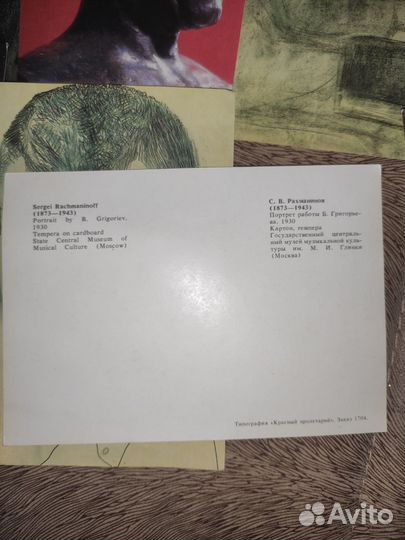 Sergei Rachmaninoff
(1873—1943)
Portrait by B. Grigoriev.
1930
Tempera on cardboard
State Central Museum of
Musical Culture (Moscow)
С. В. Рахманинов
(1873—1943)
Портрет работы Б. Григорье-
ва. 1930
Картон, темпера
Государственный централь-
ный музей музыкальной куль-
туры им. М. И. Глинки
(Москва)
Типография «Красный пролетарий». Заказ 1704.
Avito